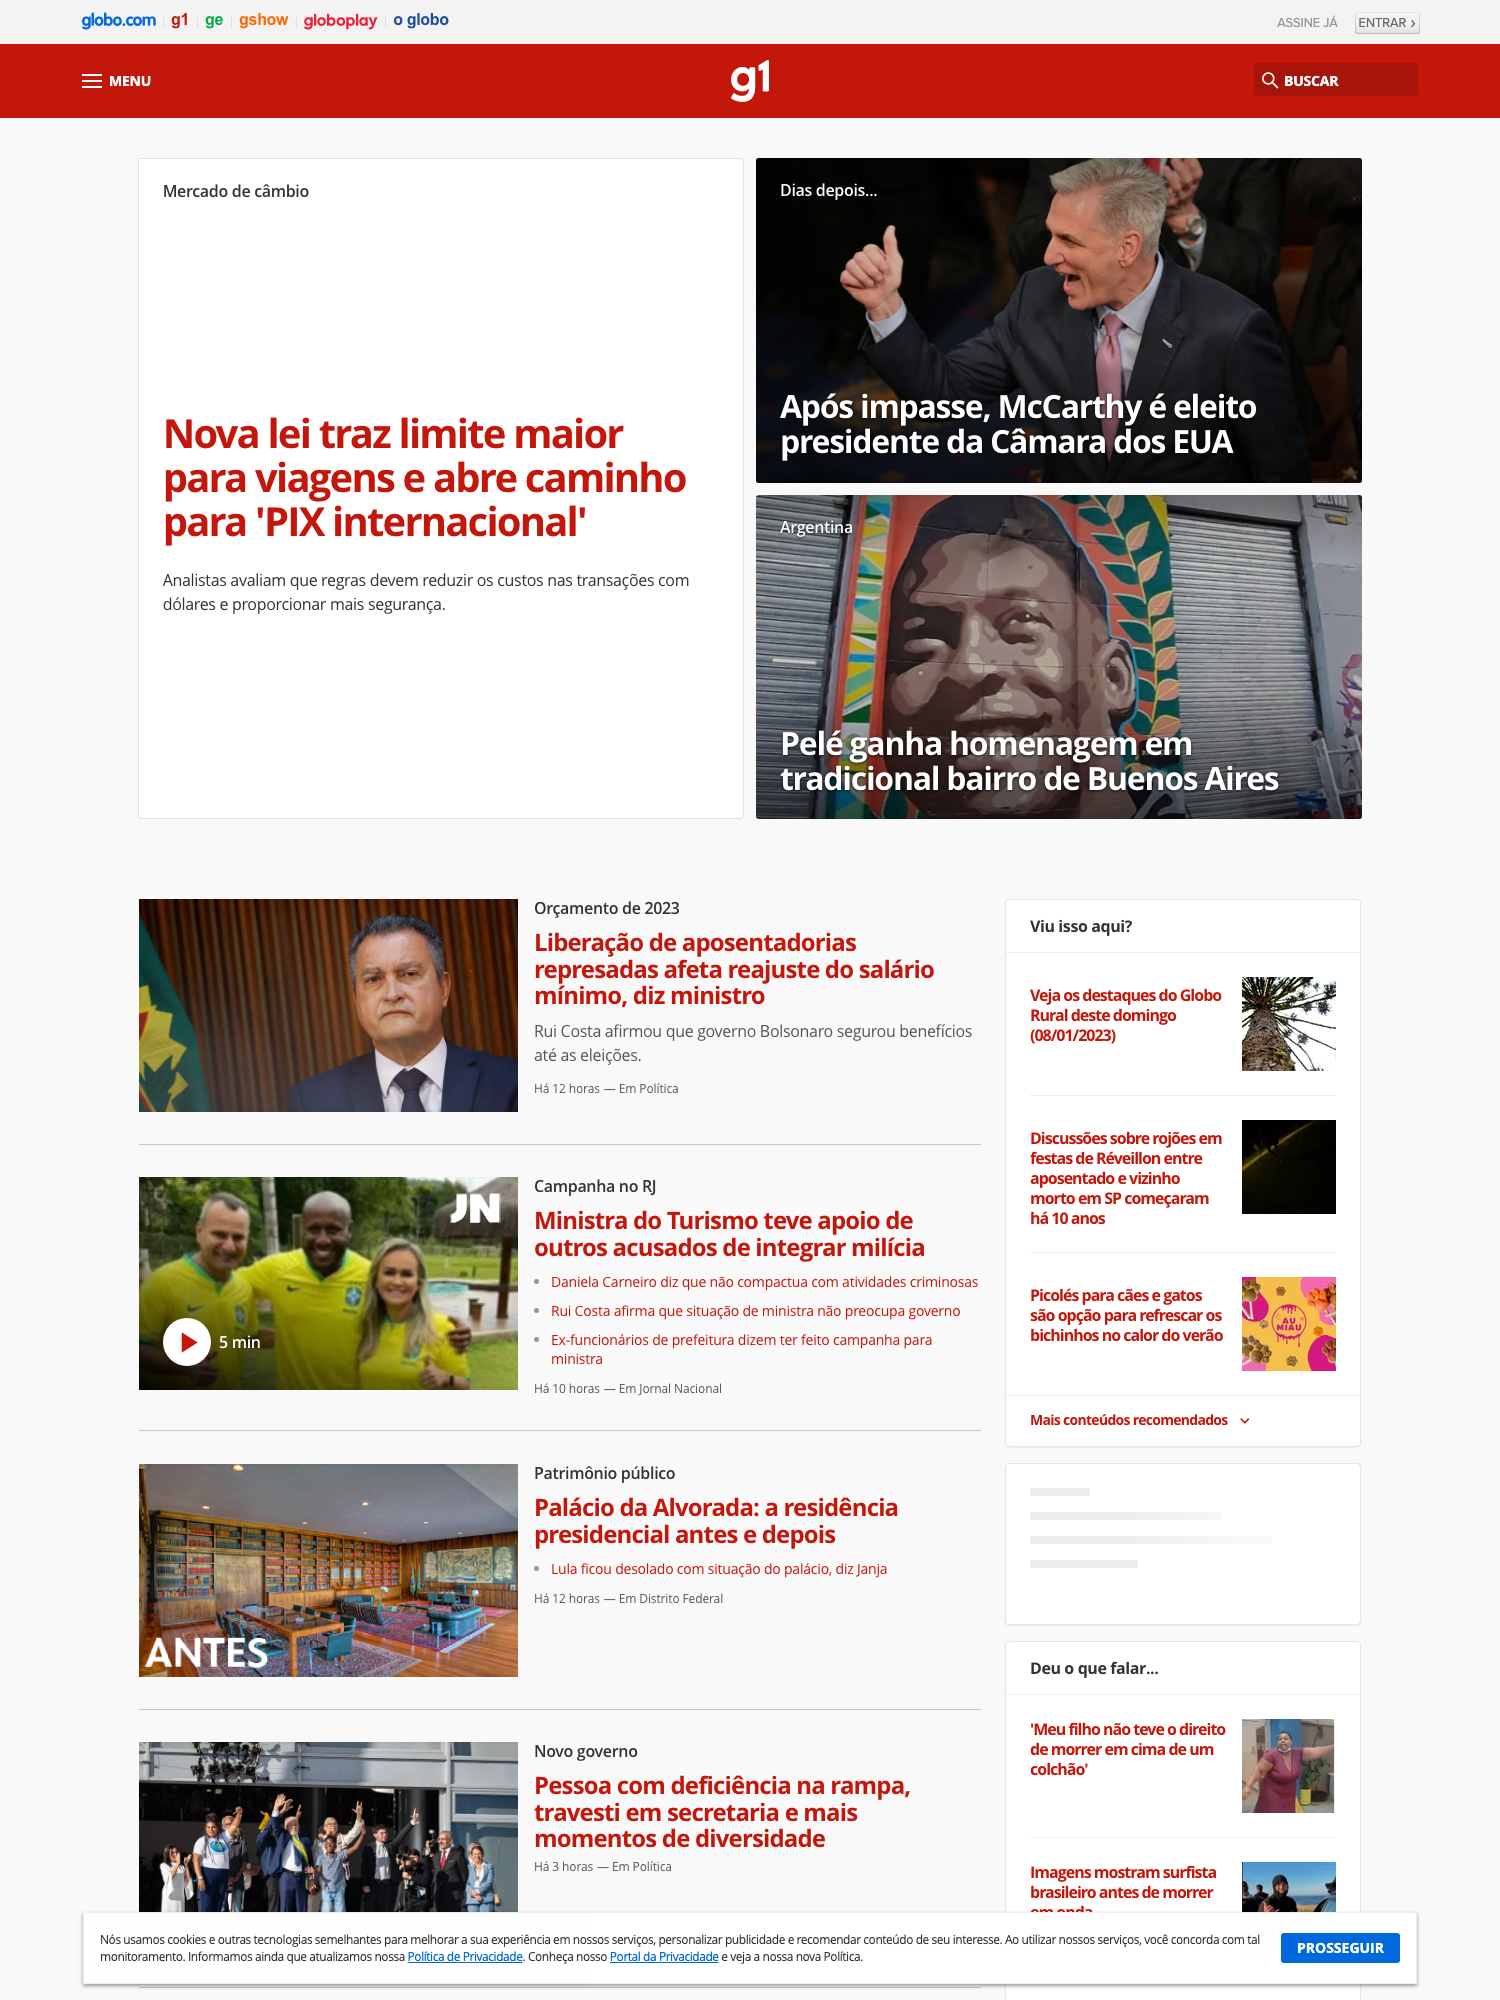 globo.com g1 ge gshow globoplay o globo
ASSINE JÁ ENTRAR ›
MENU
g1
BUSCAR
Mercado de câmbio
Nova lei traz limite maior
para viagens e abre caminho
para 'PIX internacional'
Analistas avaliam que regras devem reduzir os custos nas transações com
dólares e proporcionar mais segurança.
Dias depois...
Após impasse, McCarthy é eleito
presidente da Câmara dos EUA
Argentina
Pelé ganha homenagem em
tradicional bairro de Buenos Aires
Orçamento de 2023
Liberação de aposentadorias
represadas afeta reajuste do salário
mínimo, diz ministro
Rui Costa afirmou que governo Bolsonaro segurou benefícios
até as eleições.
Há 12 horas — Em Política
JN
5 min
Campanha no RJ
Ministra do Turismo teve apoio de
outros acusados de integrar milícia
Daniela Carneiro diz que não compactua com atividades criminosas
Rui Costa afirma que situação de ministra não preocupa governo
Ex-funcionários de prefeitura dizem ter feito campanha para
ministra
Há 10 horas — Em Jornal Nacional
ANTES
Patrimônio público
Palácio da Alvorada: a residência
presidencial antes e depois
Lula ficou desolado com situação do palácio, diz Janja
Há 12 horas — Em Distrito Federal
Novo governo
Pessoa com deficiência na rampa,
travesti em secretaria e mais
momentos de diversidade
Há 3 horas — Em Política
Viu isso aqui?
Veja os destaques do Globo
Rural deste domingo
(08/01/2023)
Discussões sobre rojões em
festas de Réveillon entre
aposentado e vizinho
morto em SP começaram
há 10 anos
Picolés para cães e gatos
são opção para refrescar os
bichinhos no calor do verão
AU
MIAU
Mais conteúdos recomendados
Deu o que falar...
'Meu filho não teve o direito
de morrer em cima de um
colchão'
Imagens mostram surfista
brasileiro antes de morrer
em onda
Nós usamos cookies e outras tecnologias semelhantes para melhorar a sua experiência em nossos serviços, personalizar publicidade e recomendar conteúdo de seu interesse. Ao utilizar nossos serviços, você concorda com tal
monitoramento. Informamos ainda que atualizamos nossa Política de Privacidade. Conheça nosso Portal da Privacidade e veja a nossa nova Política.
PROSSEGUIR